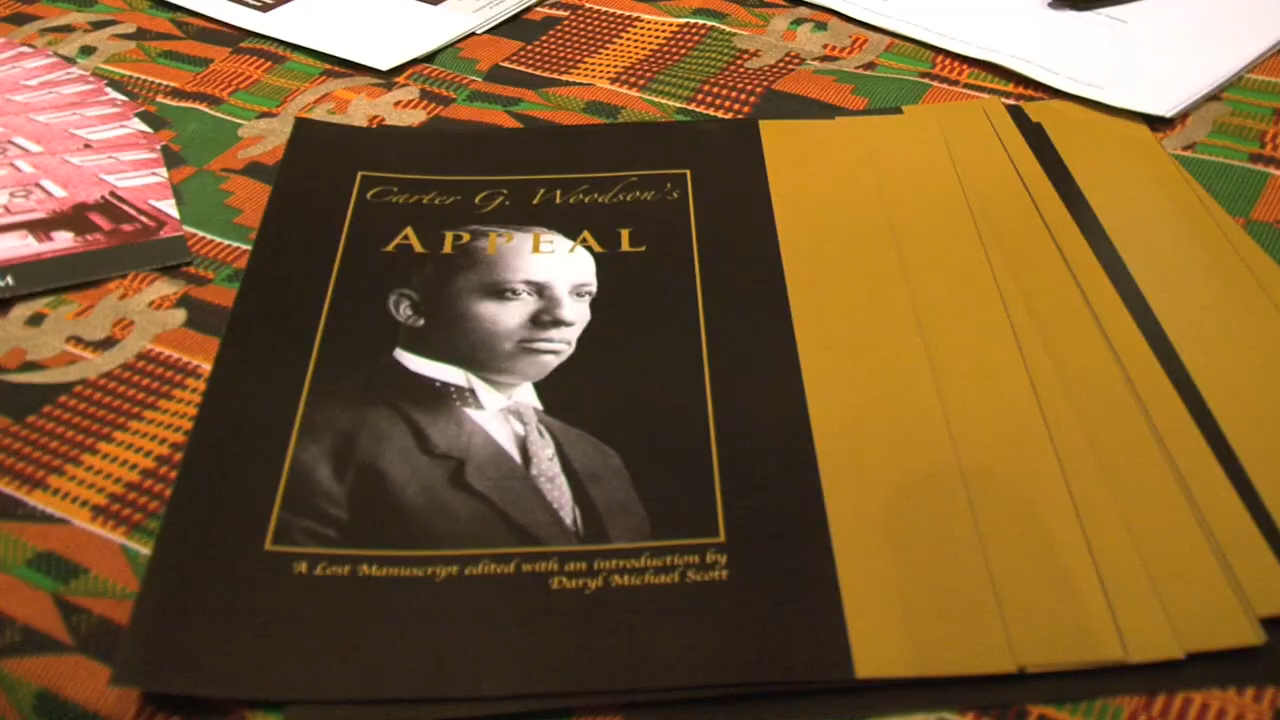 Carter G. Woodson's
APPEAL
A Lost Manuscript edited with an introduction by
Daryl Michael Scott
M